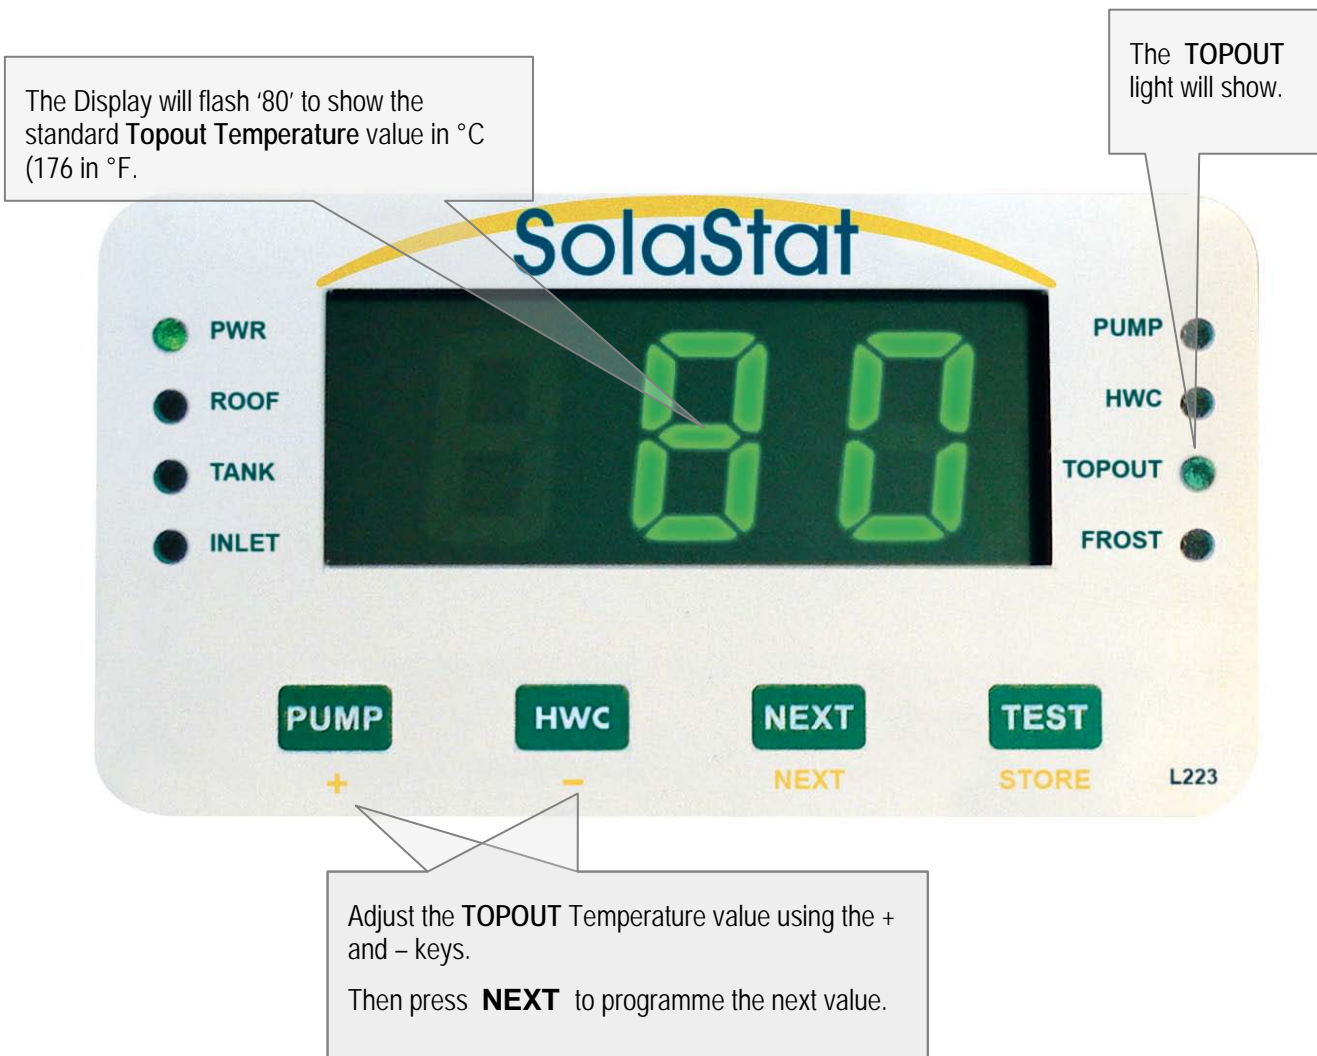 The Display will flash ‘80’ to show the
standard Topout Temperature value in °C
(176 in °F.
The TOPOUT
light will show.
SolaStat
PWR
ROOF
TANK
INLET
80
PUMP
HWC
TOPOUT
FROST
PUMP
HWC
NEXT
TEST
+
–
NEXT
STORE
L223
Adjust the TOPOUT Temperature value using the +
and – keys.
Then press NEXT to programme the next value.